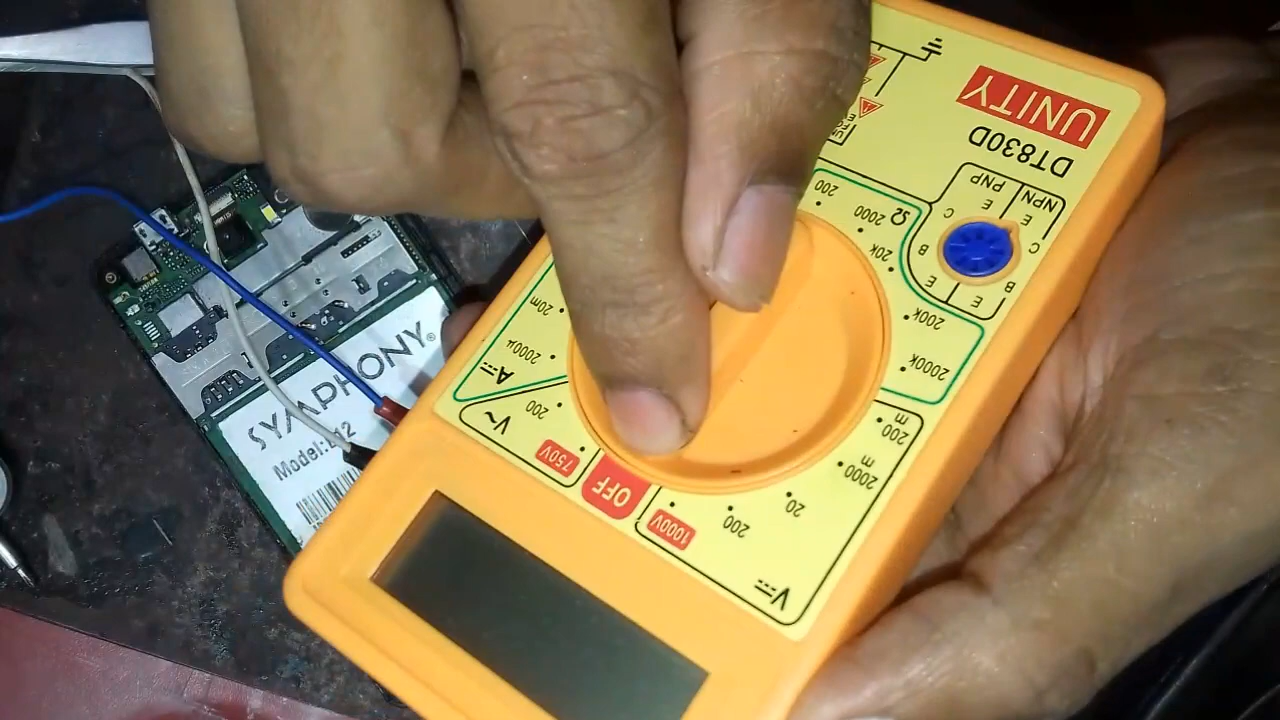 UNITY
DT830D
PNP
NPN
E
C
B
E
E
C
B
E
200
2000
Ω
20k
200k
2000k
20m
2000µ
A
V~
200
750V
OFF
1000V
200
20
2000
m
200
m
V
SYMPHONY®
Model: